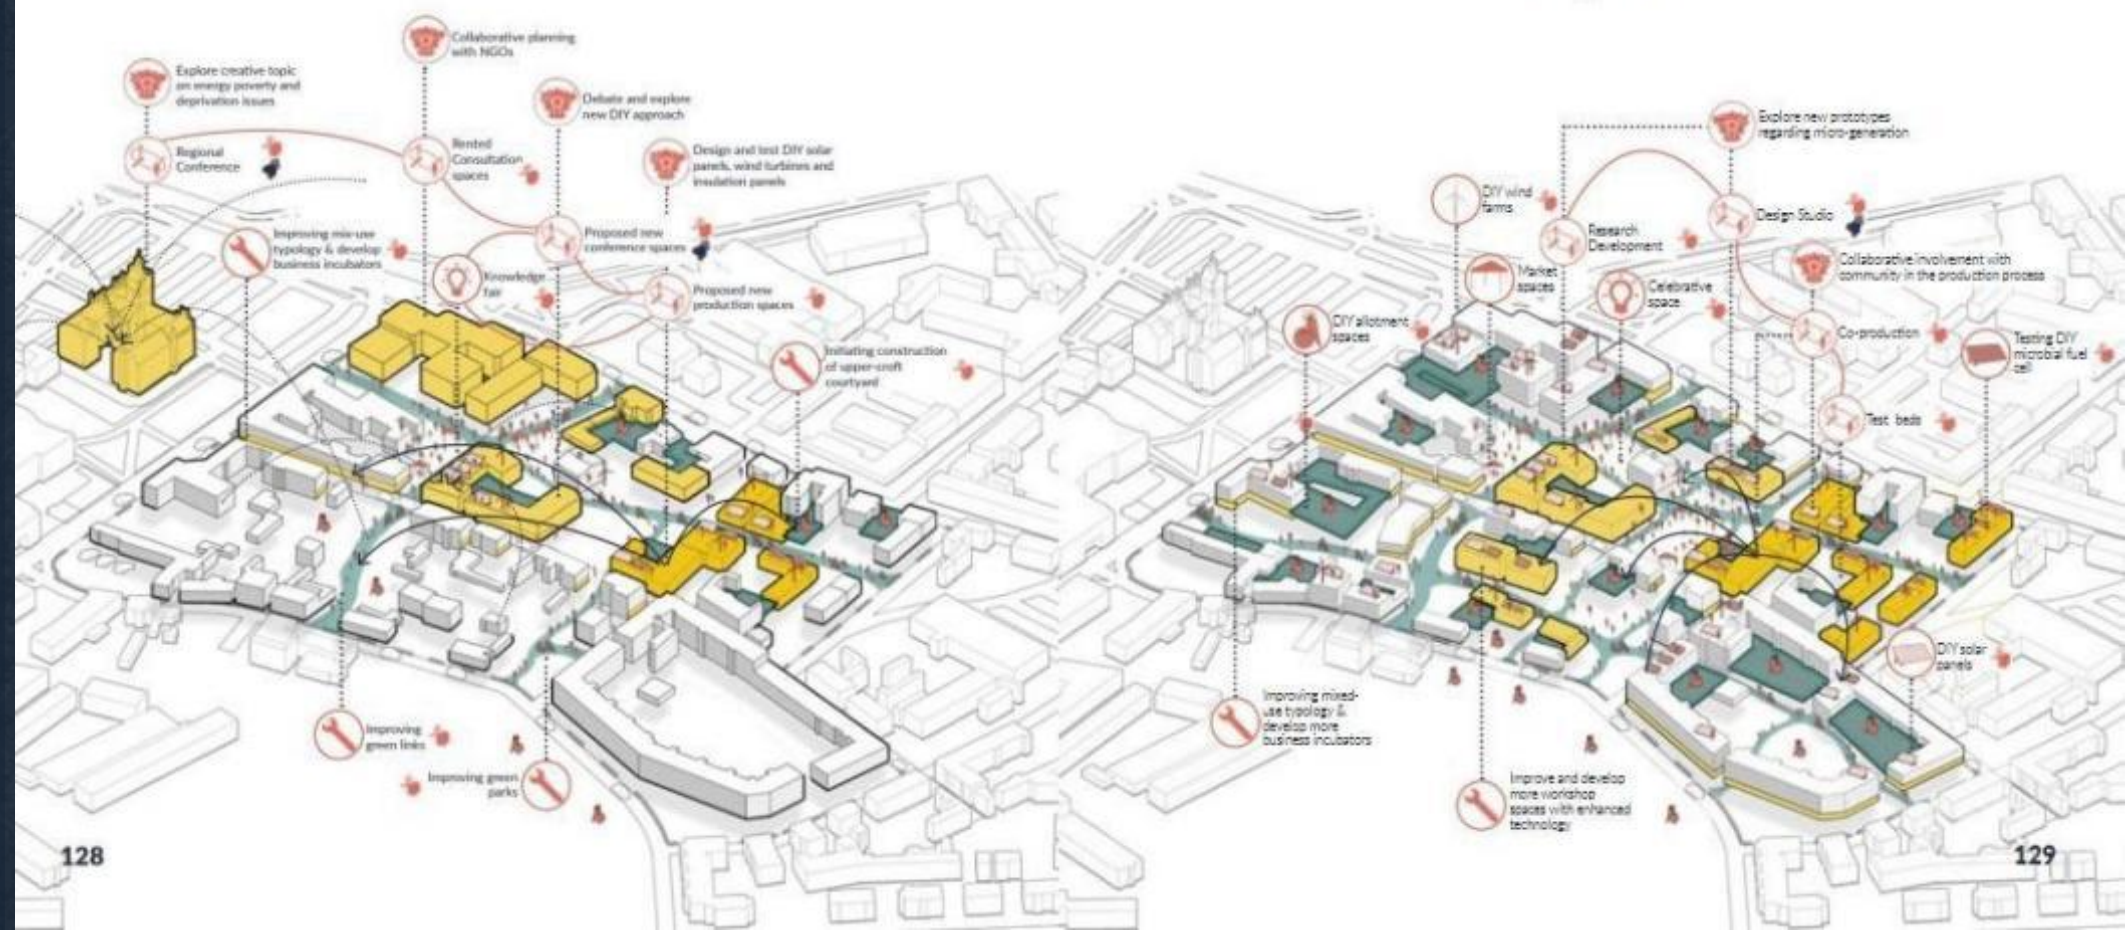 Collaborative planning
with NGOs
Explore creative topic
on energy poverty and
deprivation issues
Debate and explore
new DIY approach
Rented
Consultation
spaces
Regional
Conference
Design and test DIY solar
panels, wind turbines and
insulation panels
Improving mix-use
typology & develop
business incubators
Proposed new
conference spaces
Knowledge
fair
Proposed new
production spaces
Initiating construction
of upper-croft
courtyard
Improving
green links
Improving green
parks
128
Explore new prototypes
regarding micro-generation
DIY wind
farms
Design Studio
Research
Development
Collaborative involvement with
community in the production process
Market
spaces
Celebrative
space
DIY allotment
spaces
Co-production
Testing DIY
microbial fuel
cell
Test beds
DIY solar
panels
Improving mixed-
use typology &
develop more
business incubators
Improve and develop
more workshop
spaces with enhanced
technology
129